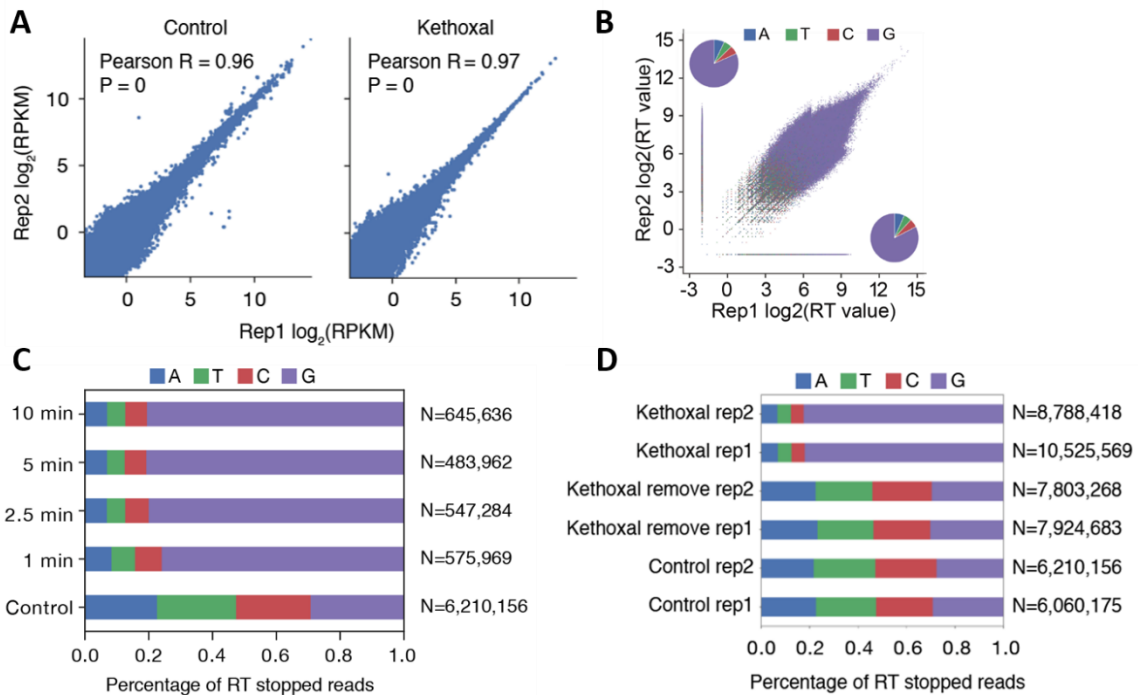 A
Control
Pearson R = 0.96
P = 0
Kethoxal
Pearson R = 0.97
P = 0
Rep2 log2(RPKM)
10
5
0
0 5 10
0 5 10
Rep1 log2(RPKM)
B
A T C G
Rep2 log2(RT value)
15
12
9
6
3
0
-3
-3 0 3 6 9 12 15
Rep1 log2(RT value)
C
A T C G
10 min N=645,636
5 min N=483,962
2.5 min N=547,284
1 min N=575,969
Control N=6,210,156
0.0 0.2 0.4 0.6 0.8 1.0
Percentage of RT stopped reads
D
A T C G
Kethoxal rep2 N=8,788,418
Kethoxal rep1 N=10,525,569
Kethoxal remove rep2 N=7,803,268
Kethoxal remove rep1 N=7,924,683
Control rep2 N=6,210,156
Control rep1 N=6,060,175
0.0 0.2 0.4 0.6 0.8 1.0
Percentage of RT stopped reads